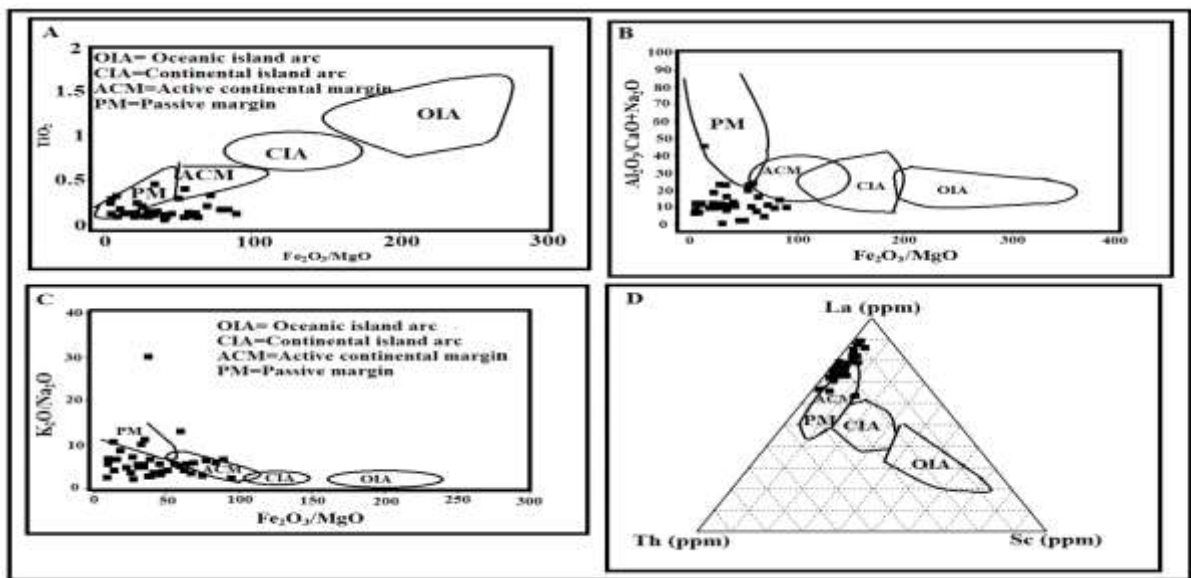 A
2
OIA= Oceanic island arc
CIA=Continental island arc
ACM= Active continental margin
PM=Passive margin
1.5
TiO₂
1
0.5
0
OIA
CIA
ACM
PM
0 100 200 300
Fe₂O₃/MgO
B
100
90
80
70
60
50
40
30
20
10
0
Al₂O₃/CaO+Na₂O
PM
ACM
CIA
OIA
0 100 200 300 400
Fe₂O₃/MgO
C
40
30
20
10
0
OIA= Oceanic island arc
CIA=Continental island arc
ACM=Active continental margin
PM=Passive margin
K₂O/Na₂O
PM
ACM
CIA
OIA
0 50 100 150 200 250 300
Fe₂O₃/MgO
D
La (ppm)
ACM
PM
CIA
OIA
Th (ppm)
Sc (ppm)